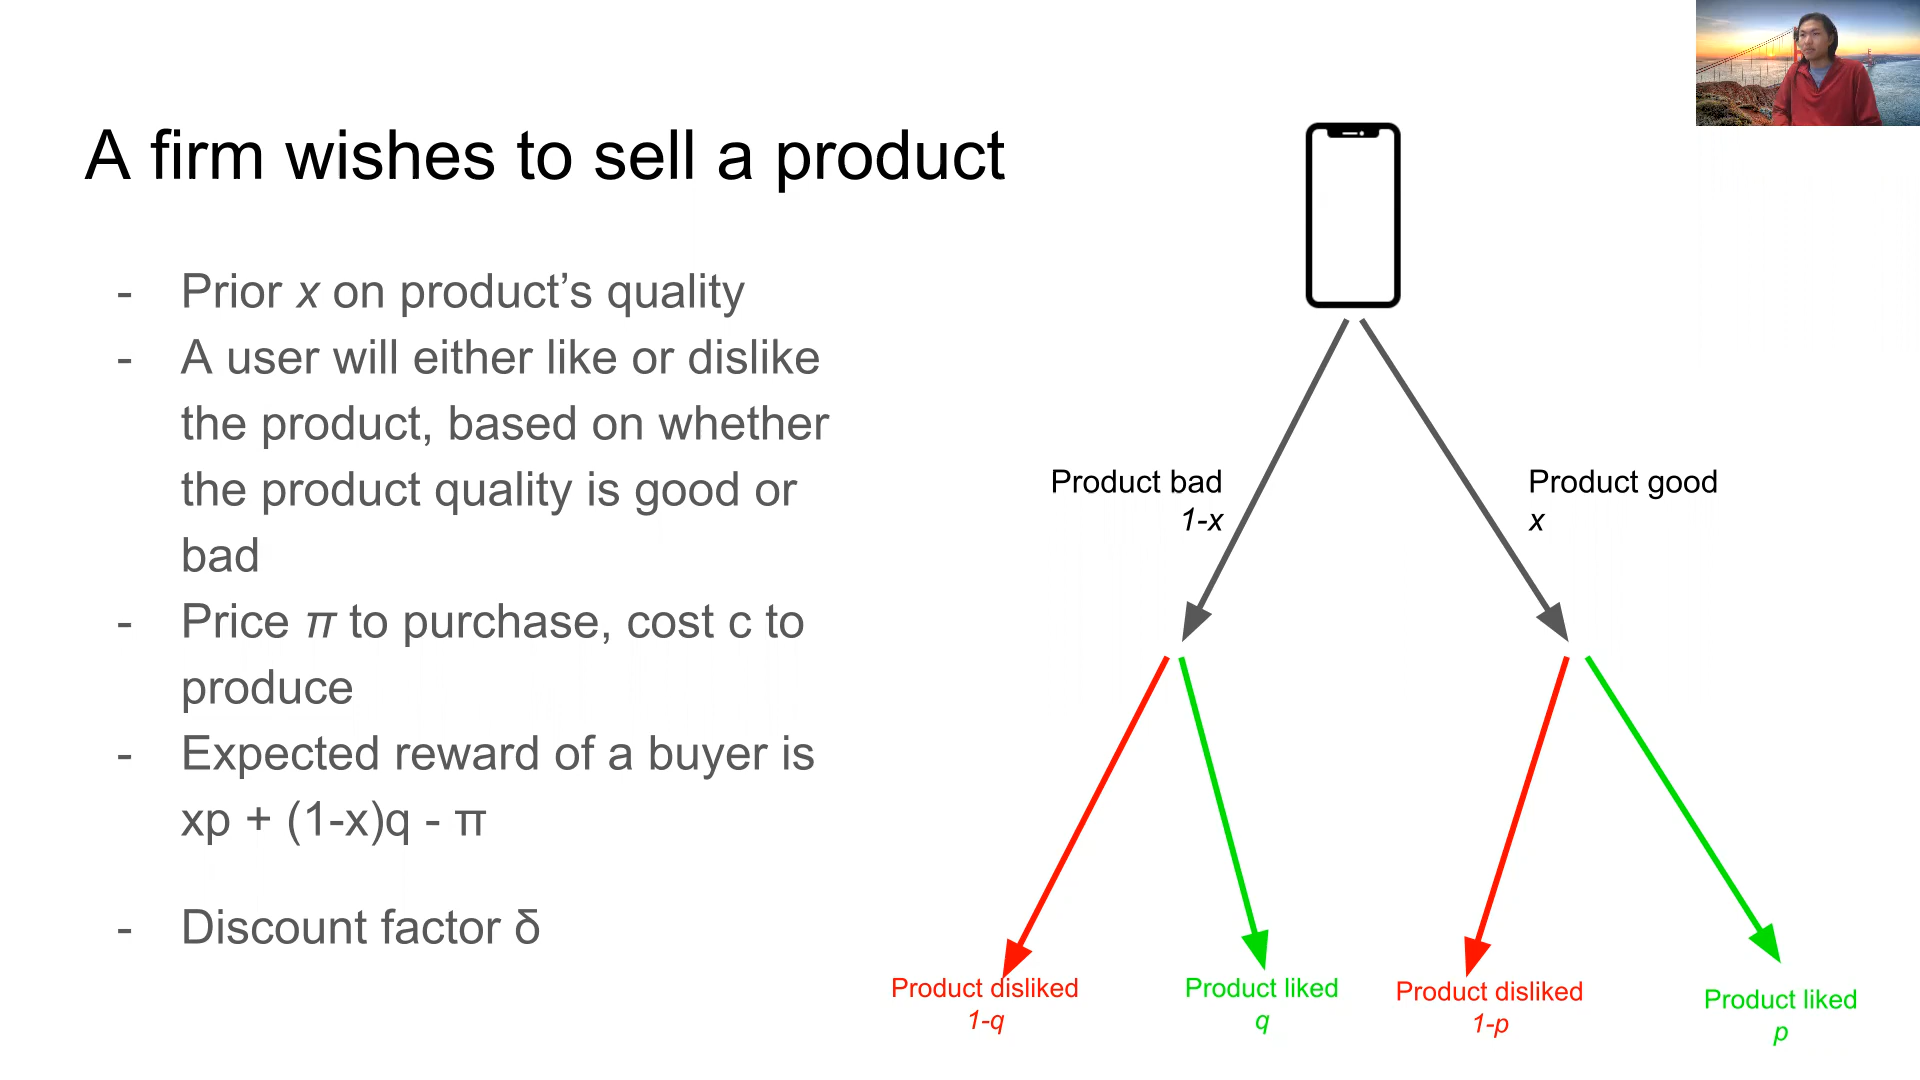 A firm wishes to sell a product
- Prior x on product’s quality
- A user will either like or dislike
the product, based on whether
the product quality is good or
bad
- Price π to purchase, cost c to
produce
- Expected reward of a buyer is
xp + (1-x)q - π
- Discount factor δ
Product bad
1-x
Product good
x
Product disliked
1-q
Product liked
q
Product disliked
1-p
Product liked
p